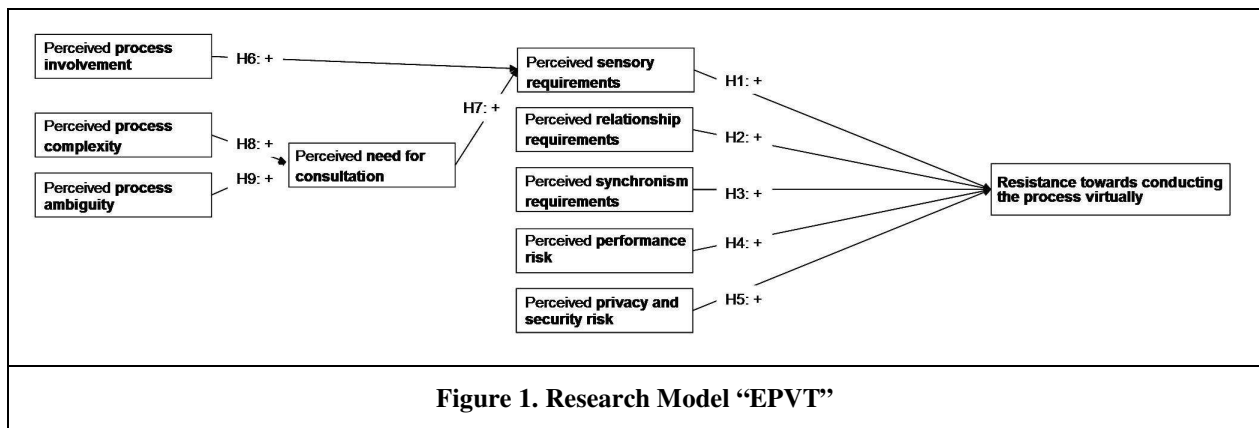 Perceived process
involvement
H6: +
Perceived sensory
requirements
H1: +
H7: +
Perceived process
complexity
H8: +
Perceived need for
consultation
H9: +
Perceived process
ambiguity
Perceived relationship
requirements
H2: +
Perceived synchronism
requirements
H3: +
Resistance towards conducting
the process virtually
Perceived performance
risk
H4: +
Perceived privacy and
security risk
H5: +
Figure 1. Research Model “EPVT”